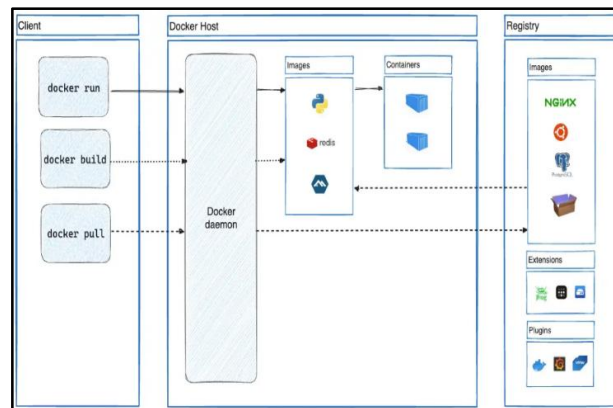 Client
Docker Host
Registry
docker run
docker build
docker pull
Docker
daemon
Images
Containers
redis
Images
NGINX
PostgreSQL
Extensions
Plugins